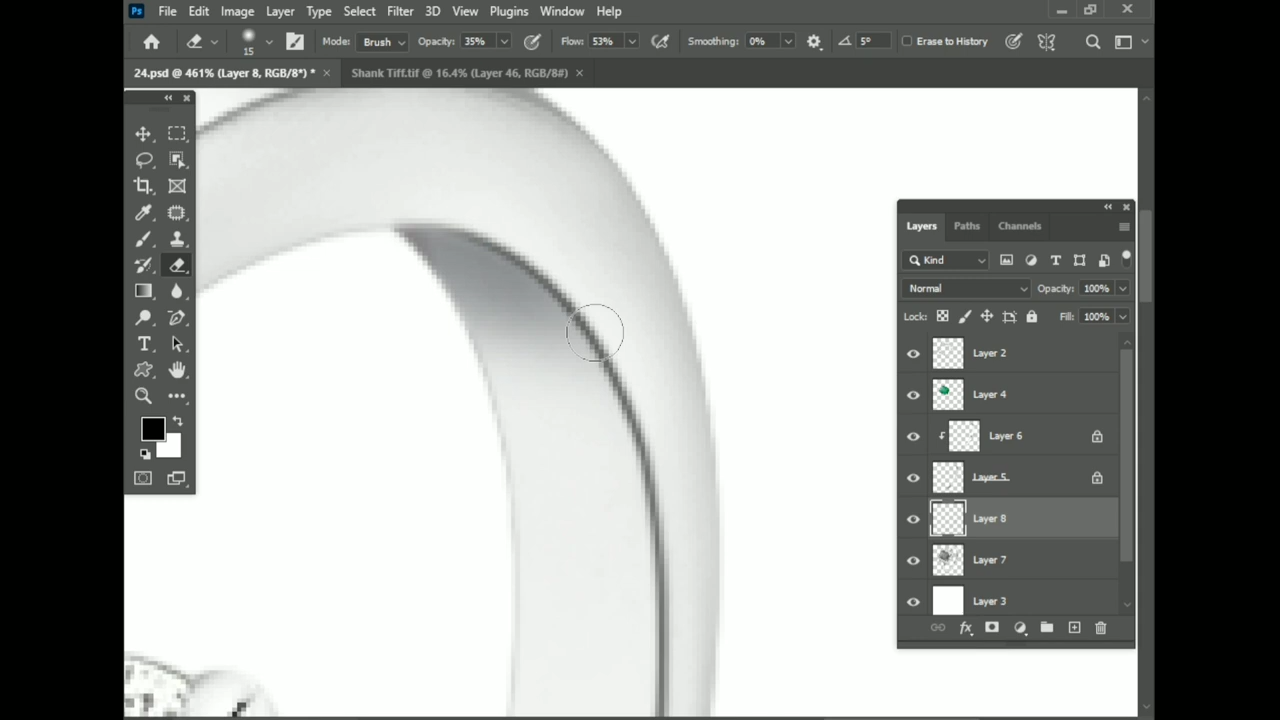 Ps File Edit Image Layer Type Select Filter 3D View Plugins Window Help
15 Mode: Brush Opacity: 35% Flow: 53% Smoothing: 0% 5° Erase to History
24.psd @ 461% (Layer 8, RGB/8*) * × Shank Tiff.tif @ 16.4% (Layer 46, RGB/8#) ×
Layers Paths Channels
Kind
Normal Opacity: 100%
Lock: Fill: 100%
Layer 2
Layer 4
Layer 6
Layer 5
Layer 8
Layer 7
Layer 3
fx